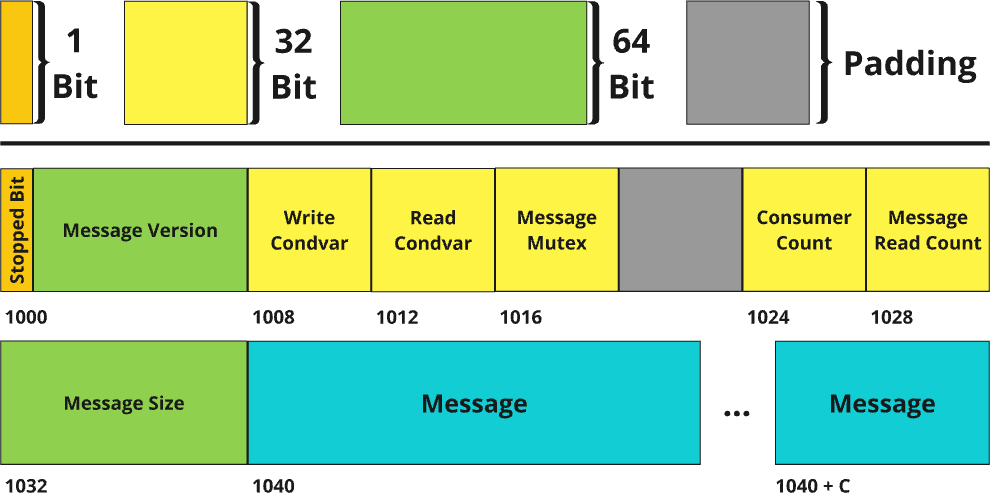 1
Bit
32
Bit
64
Bit
Padding
Stopped Bit
Message Version
Write
Condvar
Read
Condvar
Message
Mutex
Consumer
Count
Message
Read Count
1000
1008
1012
1016
1024
1028
Message Size
Message
...
Message
1032
1040
1040 + C